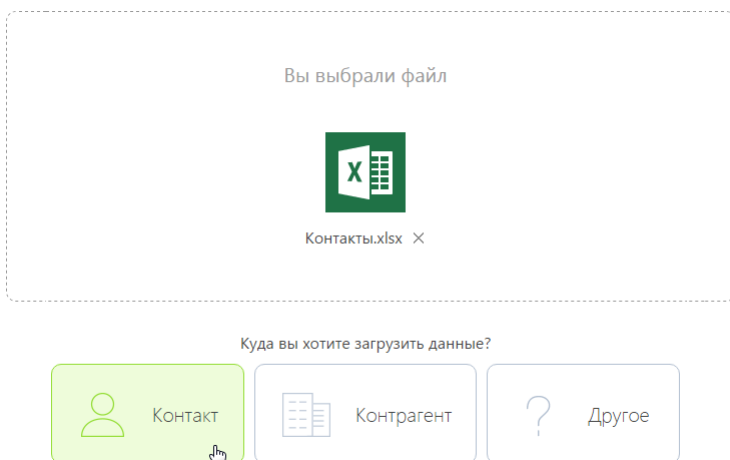 Вы выбрали файл
X
Контакты.xlsx
Куда вы хотите загрузить данные?
Контакт
Контрагент
? Другое